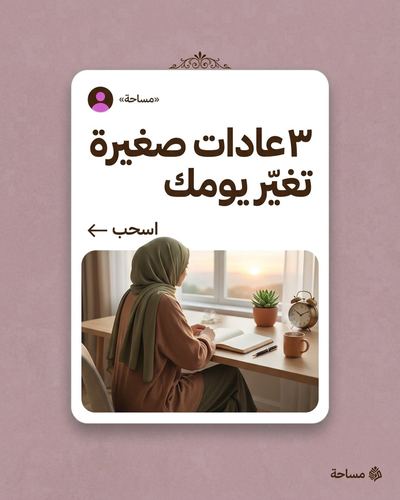 «مساحة»
٣ عادات صغيرة
تغيّر يومك
اسحب ←
مساحة